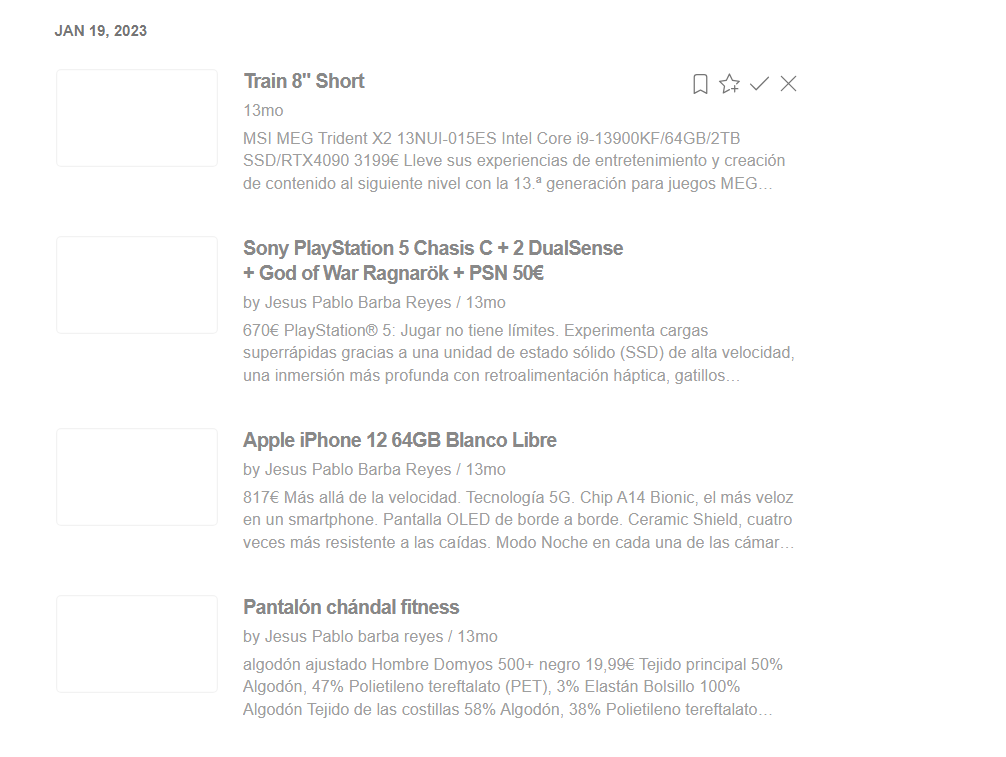 JAN 19, 2023
Train 8" Short
13mo
MSI MEG Trident X2 13NUI-015ES Intel Core i9-13900KF/64GB/2TB
SSD/RTX4090 3199€ Lleve sus experiencias de entretenimiento y creación
de contenido al siguiente nivel con la 13.ª generación para juegos MEG…
Sony PlayStation 5 Chasis C + 2 DualSense
+ God of War Ragnarök + PSN 50€
by Jesus Pablo Barba Reyes / 13mo
670€ PlayStation® 5: Jugar no tiene límites. Experimenta cargas
superrápidas gracias a una unidad de estado sólido (SSD) de alta velocidad,
una inmersión más profunda con retroalimentación háptica, gatillos…
Apple iPhone 12 64GB Blanco Libre
by Jesus Pablo Barba Reyes / 13mo
817€ Más allá de la velocidad. Tecnología 5G. Chip A14 Bionic, el más veloz
en un smartphone. Pantalla OLED de borde a borde. Ceramic Shield, cuatro
veces más resistente a las caídas. Modo Noche en cada una de las cámar…
Pantalón chándal fitness
by Jesus Pablo barba reyes / 13mo
algodón ajustado Hombre Domyos 500+ negro 19,99€ Tejido principal 50%
Algodón, 47% Polietileno tereftalato (PET), 3% Elastán Bolsillo 100%
Algodón Tejido de las costillas 58% Algodón, 38% Polietileno tereftalato…